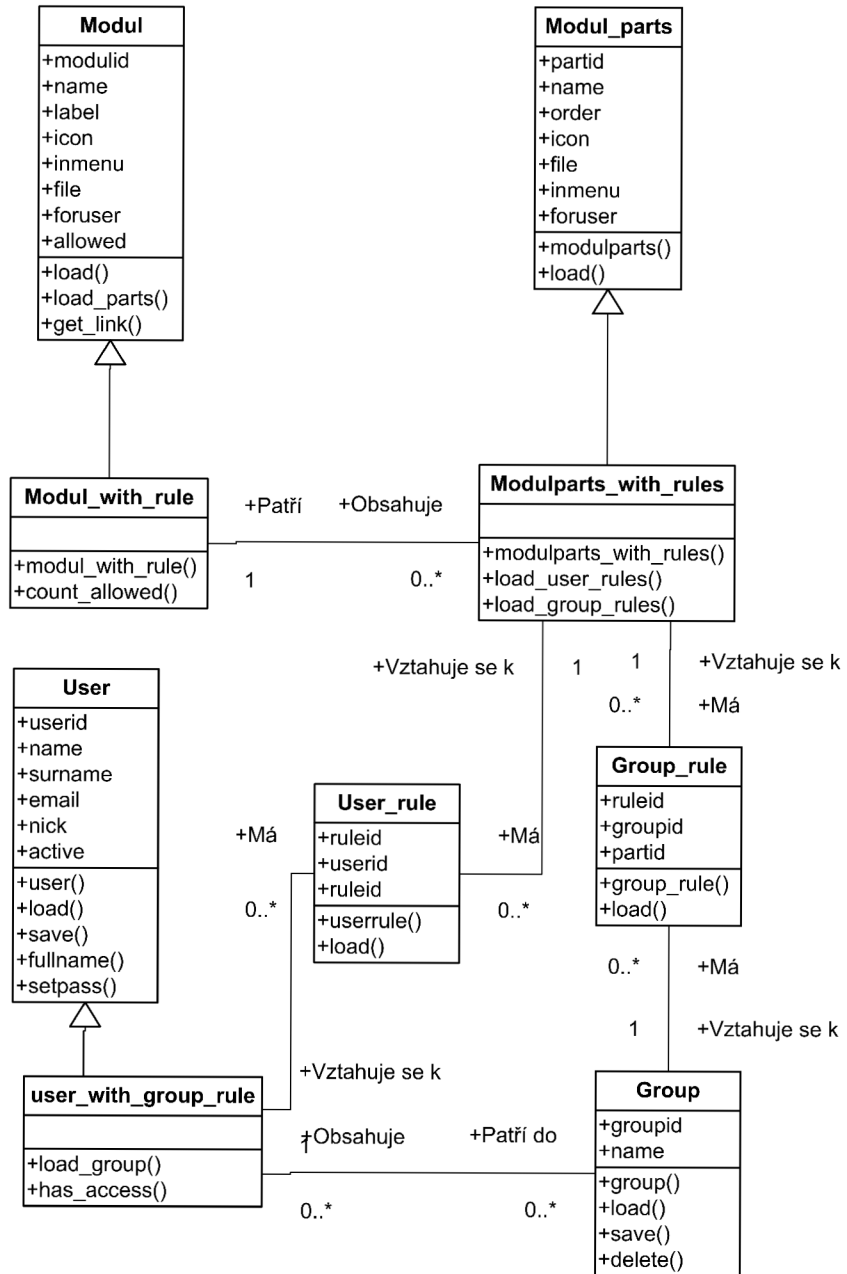 Modul
+modulid
+name
+label
+icon
+inmenu
+file
+foruser
+allowed
+load()
+load_parts()
+get_link()
Modul_parts
+partid
+name
+order
+icon
+file
+inmenu
+foruser
+modulparts()
+load()
Modul_with_rule
+modul_with_rule()
+count_allowed()
+Patří
+Obsahuje
1
0..*
Modulparts_with_rules
+modulparts_with_rules()
+load_user_rules()
+load_group_rules()
+Vztahuje se k
1
1
+Vztahuje se k
0..*
+Má
User
+userid
+name
+surname
+email
+nick
+active
+user()
+load()
+save()
+fullname()
+setpass()
User_rule
+ruleid
+userid
+ruleid
+userrule()
+load()
+Má
0..*
+Má
0..*
Group_rule
+ruleid
+groupid
+partid
+group_rule()
+load()
0..*
+Má
1
+Vztahuje se k
user_with_group_rule
+load_group()
+has_access()
+Vztahuje se k
+Obsahuje
+Patří do
0..*
0..*
Group
+groupid
+name
+group()
+load()
+save()
+delete()